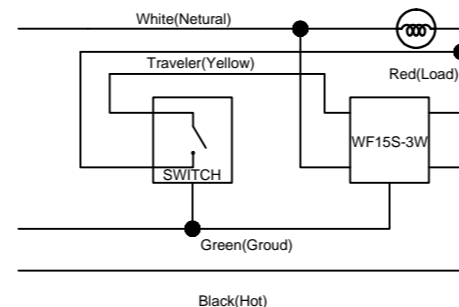 White(Netural)
Traveler(Yellow)
Red(Load)
WF15S-3W
SWITCH
Green(Groud)
Black(Hot)